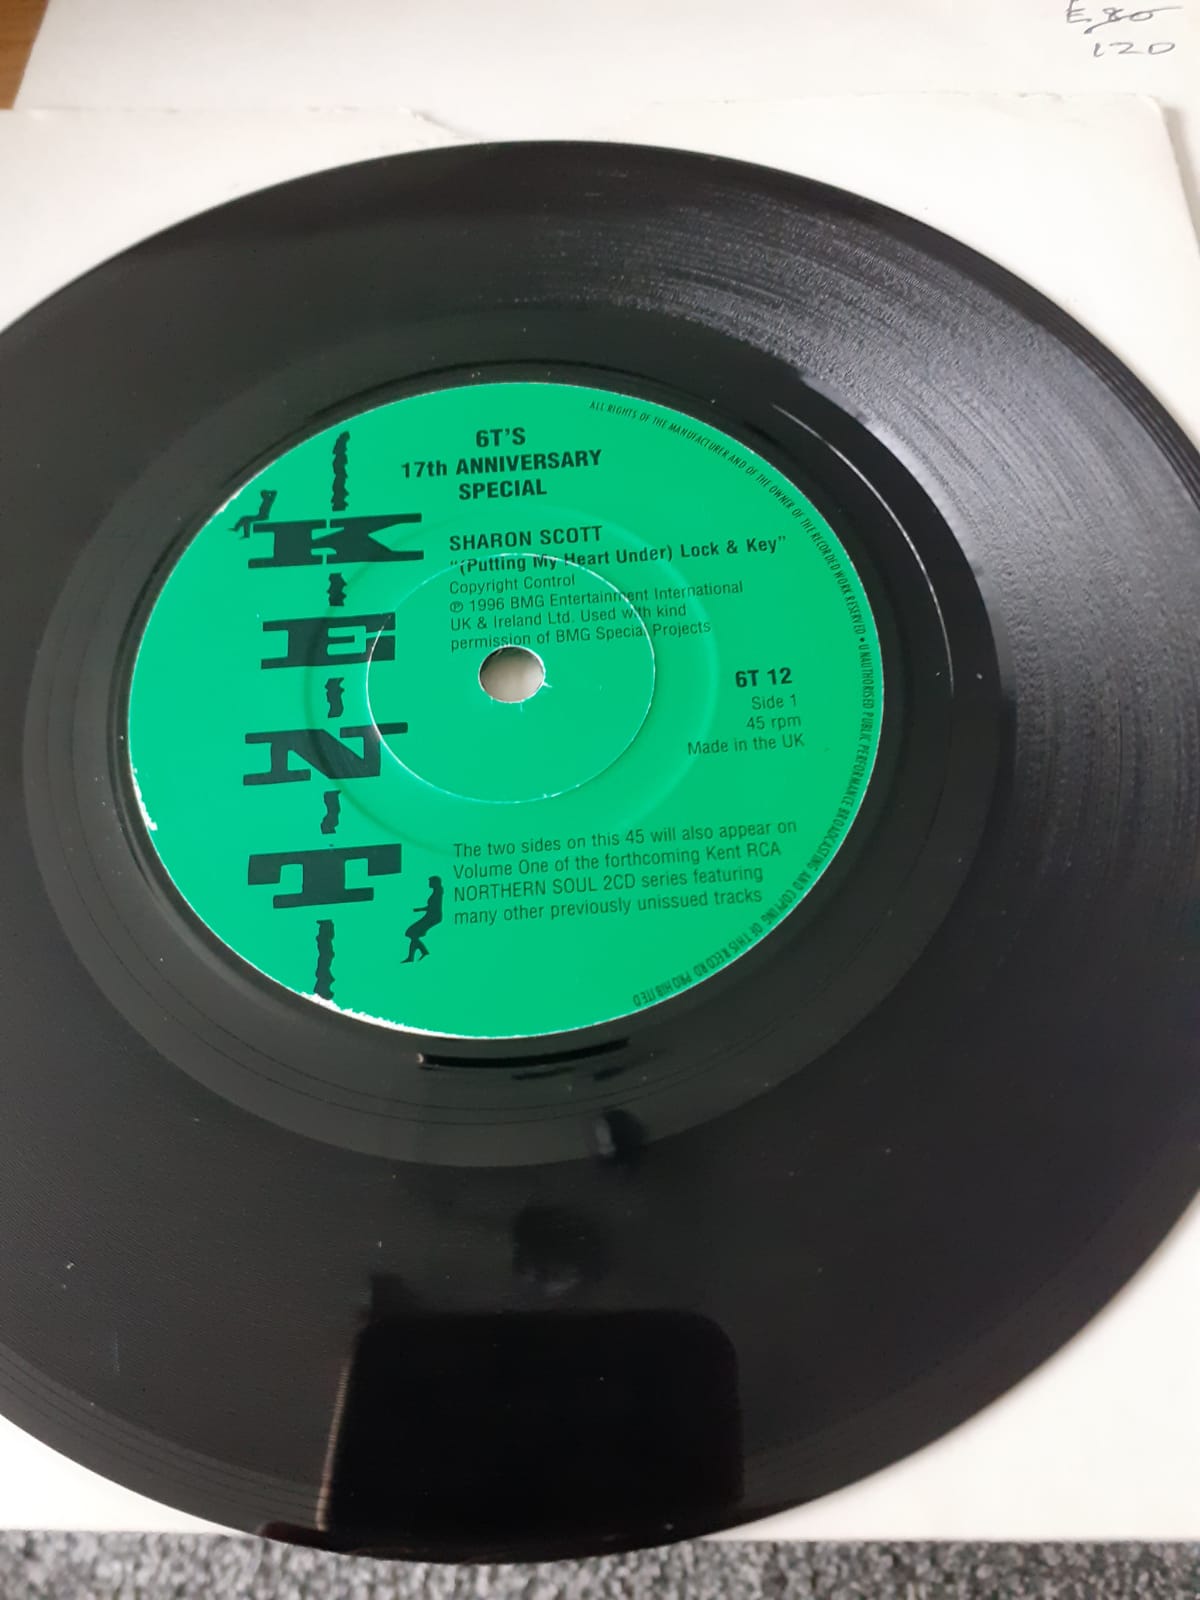 E.80
120
6T'S
17th ANNIVERSARY
SPECIAL
KENT
SHARON SCOTT
"(Putting My Heart Under) Lock & Key"
Copyright Control
℗ 1996 BMG Entertainment International
UK & Ireland Ltd. Used with kind
permission of BMG Special Projects
6T 12
Side 1
45 rpm
Made in the UK
The two sides on this 45 will also appear on
Volume One of the forthcoming Kent RCA
NORTHERN SOUL 2CD series featuring
many other previously unissued tracks
ALL RIGHTS OF THE MANUFACTURER AND OF THE OWNER OF THE RECORDED WORK RESERVED • UNAUTHORISED PUBLIC PERFORMANCE BROADCASTING AND COPYING OF THIS RECORD PROHIBITED